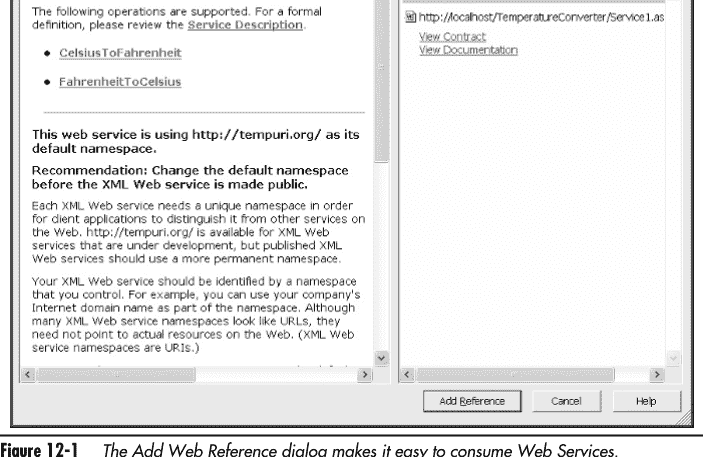 The following operations are supported. For a formal
definition, please review the Service Description.
CelsiusToFahrenheit
FahrenheitToCelsius
This web service is using http://tempuri.org/ as its
default namespace.
Recommendation: Change the default namespace
before the XML Web service is made public.
Each XML Web service needs a unique namespace in order
for client applications to distinguish it from other services on
the Web. http://tempuri.org/ is available for XML Web
services that are under development, but published XML
Web services should use a more permanent namespace.
Your XML Web service should be identified by a namespace
that you control. For example, you can use your company's
Internet domain name as part of the namespace. Although
many XML Web service namespaces look like URLs, they
need not point to actual resources on the Web. (XML Web
service namespaces are URIs.)
http://localhost/TemperatureConverter/Service1.as
View Contract
View Documentation
Add Reference Cancel Help
Figure 12-1 The Add Web Reference dialog makes it easy to consume Web Services.